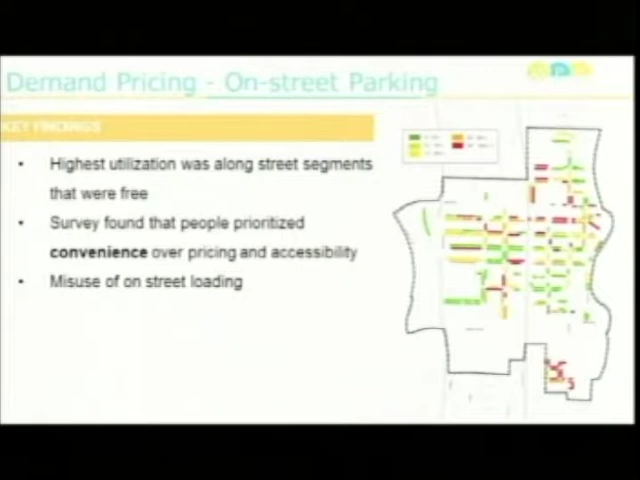 Demand Pricing - On-street Parking
KEY FINDINGS
• Highest utilization was along street segments
that were free
• Survey found that people prioritized
convenience over pricing and accessibility
• Misuse of on street loading